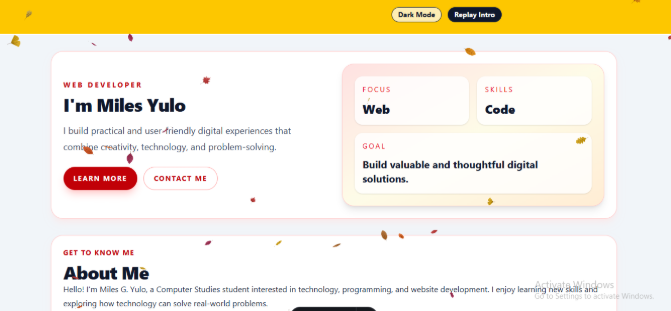 Dark Mode
Replay Intro
WEB DEVELOPER
I'm Miles Yulo
I build practical and user-friendly digital experiences that
combine creativity, technology, and problem-solving.
LEARN MORE
CONTACT ME
FOCUS
Web
SKILLS
Code
GOAL
Build valuable and thoughtful digital
solutions.
GET TO KNOW ME
About Me
Hello! I'm Miles G. Yulo, a Computer Studies student interested in technology, programming, and website development. I enjoy learning new skills and
exploring how technology can solve real-world problems.
Activate Windows
Go to Settings to activate Windows.